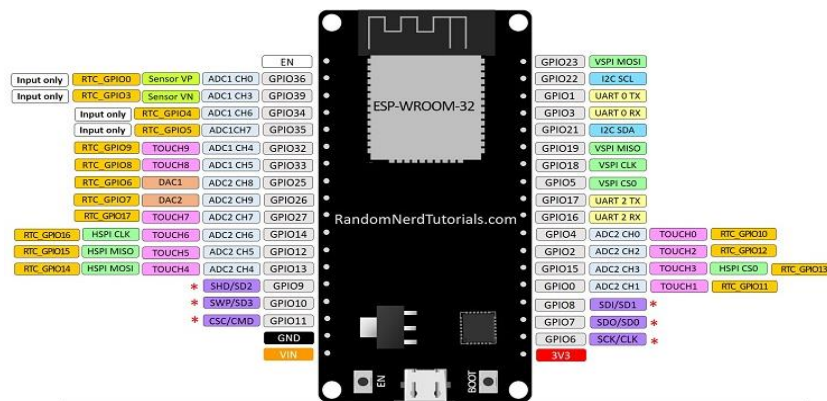 EN
GPIO23 VSPI MOSI
Input only RTC_GPIO0 Sensor VP ADC1 CH0 GPIO36
GPIO22 I2C SCL
Input only RTC_GPIO3 Sensor VN ADC1 CH3 GPIO39
GPIO1 UART 0 TX
Input only RTC_GPIO4 ADC1 CH6 GPIO34
GPIO3 UART 0 RX
Input only RTC_GPIO5 ADC1CH7 GPIO35
GPIO21 I2C SDA
RTC_GPIO9 TOUCH9 ADC1 CH4 GPIO32
GPIO19 VSPI MISO
RTC_GPIO8 TOUCH8 ADC1 CH5 GPIO33
GPIO18 VSPI CLK
RTC_GPIO6 DAC1 ADC2 CH8 GPIO25
GPIO5 VSPI CS0
RTC_GPIO7 DAC2 ADC2 CH9 GPIO26
GPIO17 UART 2 TX
RTC_GPIO17 TOUCH7 ADC2 CH7 GPIO27
GPIO16 UART 2 RX
RTC_GPIO16 HSPI CLK TOUCH6 ADC2 CH6 GPIO14
GPIO4 ADC2 CH0 TOUCH0 RTC_GPIO10
RTC_GPIO15 HSPI MISO TOUCH5 ADC2 CH5 GPIO12
GPIO2 ADC2 CH2 TOUCH2 RTC_GPIO12
RTC_GPIO14 HSPI MOSI TOUCH4 ADC2 CH4 GPIO13
GPIO15 ADC2 CH3 TOUCH3 HSPI CS0 RTC_GPIO13
* SHD/SD2 GPIO9
GPIO0 ADC2 CH1 TOUCH1 RTC_GPIO11
* SWP/SD3 GPIO10
GPIO8 SDI/SD1 *
* CSC/CMD GPIO11
GPIO7 SDO/SD0 *
GND
GPIO6 SCK/CLK *
VIN
3V3
ESP-WROOM-32
RandomNerdTutorials.com
EN
BOOT